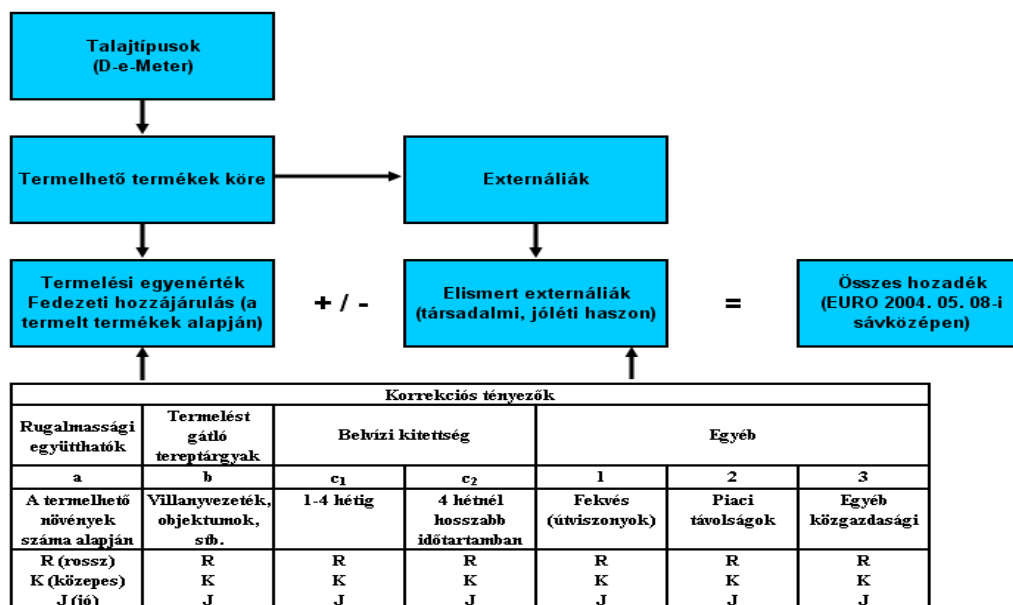 Talajtípusok
(D-e-Meter)
Termelhető termékek köre
Externáliák
Termelési egyenérték
Fedezeti hozzájárulás (a
termelt termékek alapján)
+ / -
Elismert externáliák
(társadalmi, jóléti haszon)
=
Összes hozadék
(EURO 2004. 05. 08-i
sávközépen)
Korrekciós tényezők
Rugalmassági
együtthatók
Termelést
gátló
tereptárgyak
Belvízi kitettség
Egyéb
a b c₁ c₂ 1 2 3
A termelhető
növények
száma alapján
Villanyvezeték,
objektumok,
stb.
1-4 hétig
4 hétnél
hosszabb
időtartamban
Fekvés
(útviszonyok)
Piaci
távolságok
Egyéb
közgazdasági
R (rossz) R R R R R R
K (közepes) K K K K K K
J (jó) J J J J J J